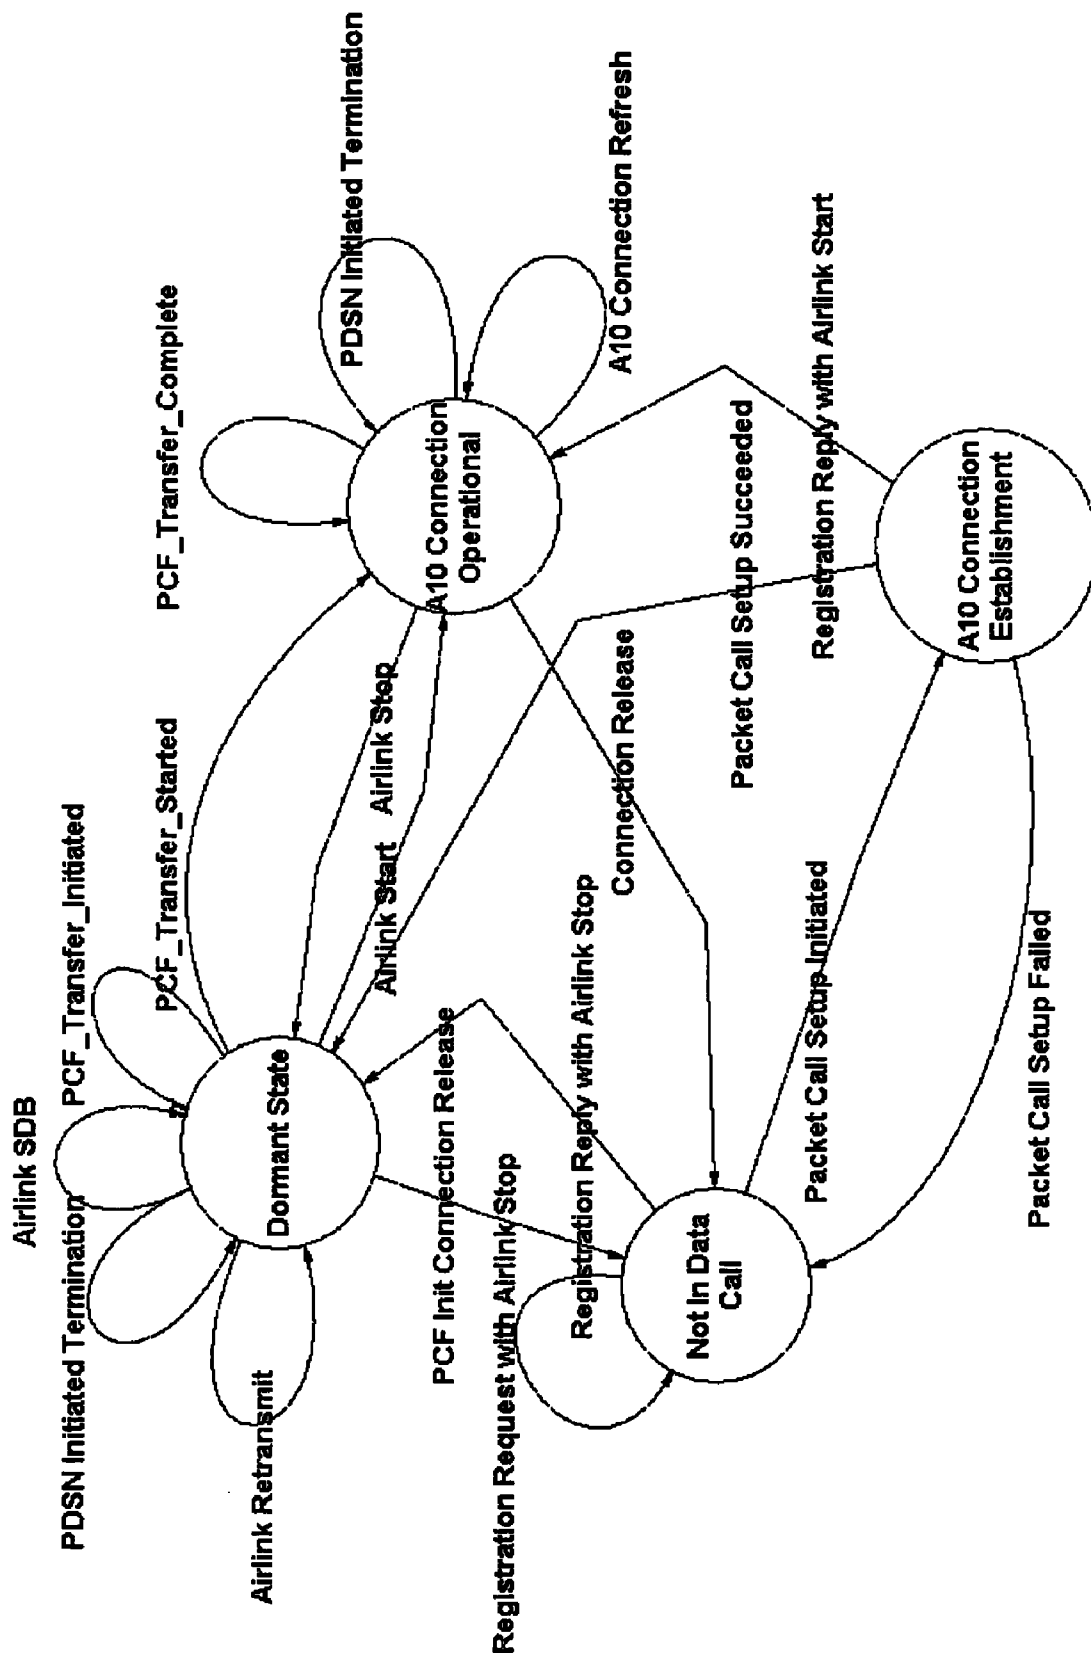 Airlink SDB
PDSN Initiated Termination
PCF_Transfer_Initiated
PCF_Transfer_Started
PCF_Transfer_Complete
Airlink Retransmit
Dormant State
Airlink Stop
Airlink Start
A10 Connection
Operational
PDSN Initiated Termination
A10 Connection Refresh
PCF Init Connection Release
Registration Request with Airlink Stop
Registration Reply with Airlink Stop
Connection Release
Packet Call Setup Succeeded
Registration Reply with Airlink Start
Not In Data
Call
Packet Call Setup Initiated
A10 Connection
Establishment
Packet Call Setup Failed